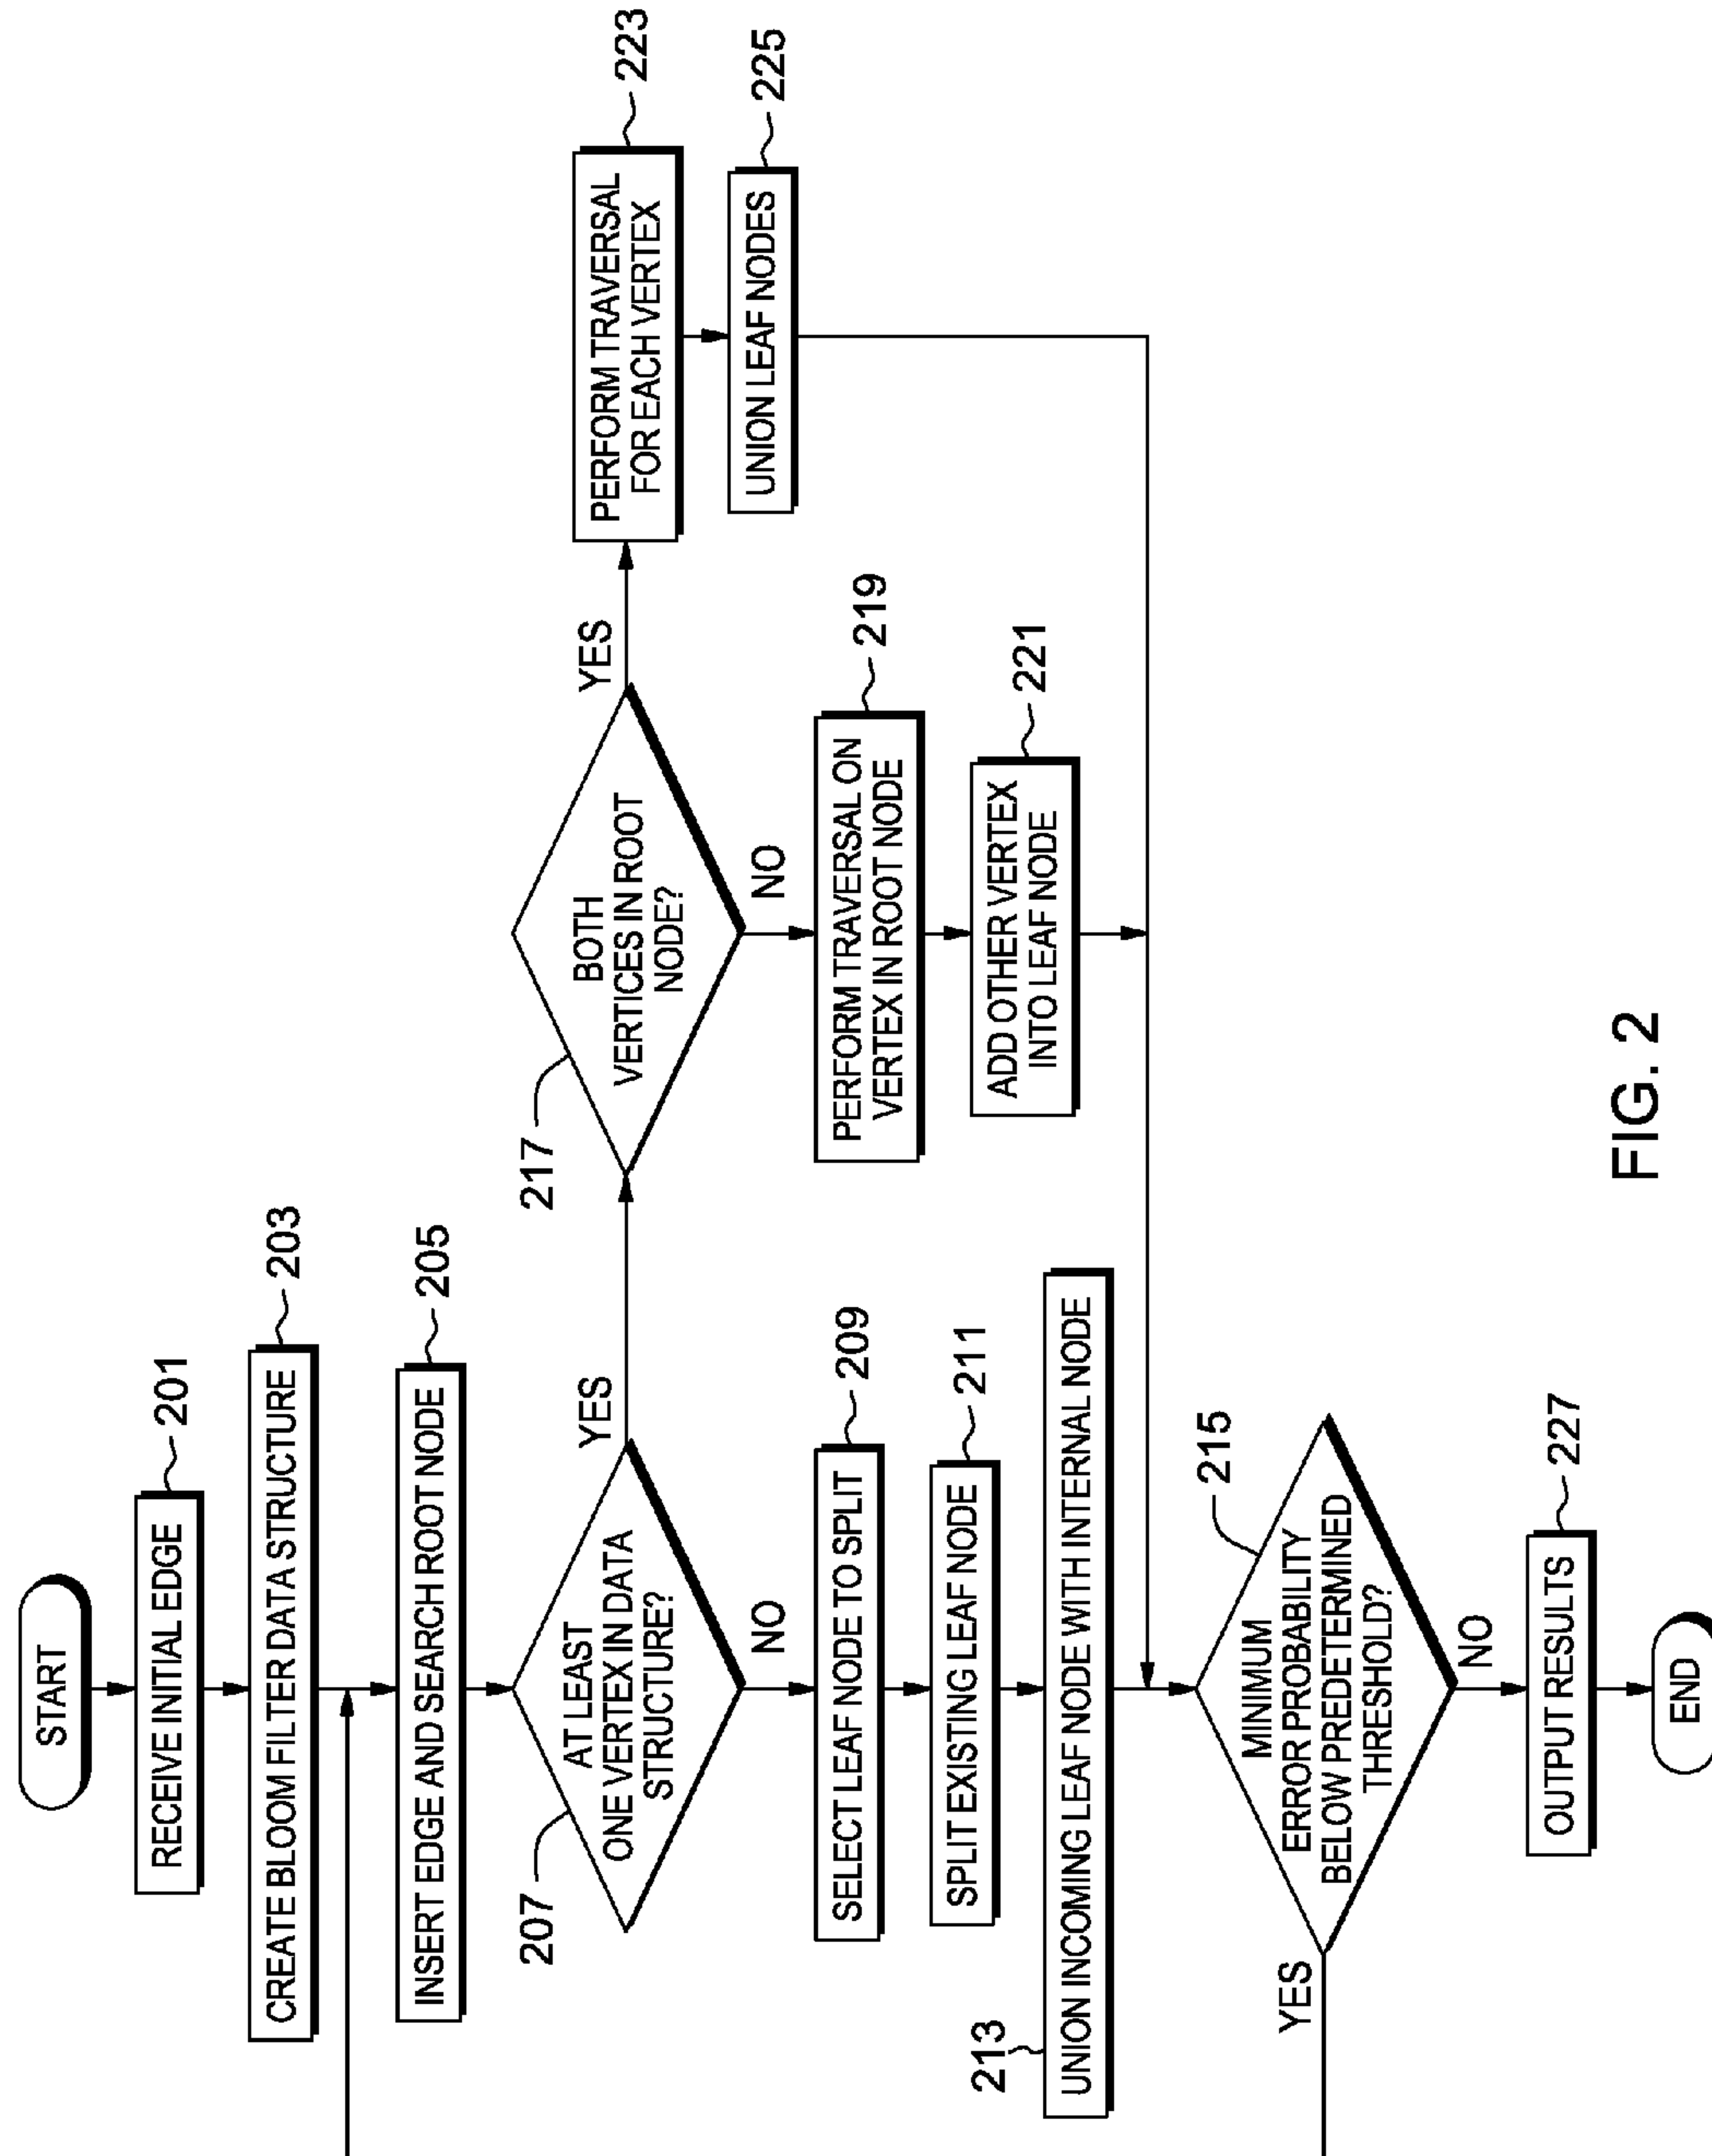 START
RECEIVE INITIAL EDGE
201
CREATE BLOOM FILTER DATA STRUCTURE
203
INSERT EDGE AND SEARCH ROOT NODE
205
207
AT LEAST
ONE VERTEX IN DATA
STRUCTURE?
YES
NO
217
BOTH
VERTICES IN ROOT
NODE?
YES
NO
PERFORM TRAVERSAL
FOR EACH VERTEX
223
UNION LEAF NODES
225
PERFORM TRAVERSAL ON
VERTEX IN ROOT NODE
219
ADD OTHER VERTEX
INTO LEAF NODE
221
SELECT LEAF NODE TO SPLIT
209
SPLIT EXISTING LEAF NODE
211
213
UNION INCOMING LEAF NODE WITH INTERNAL NODE
215
MINIMUM
ERROR PROBABILITY
BELOW PREDETERMINED
THRESHOLD?
YES
NO
OUTPUT RESULTS
227
END
FIG. 2